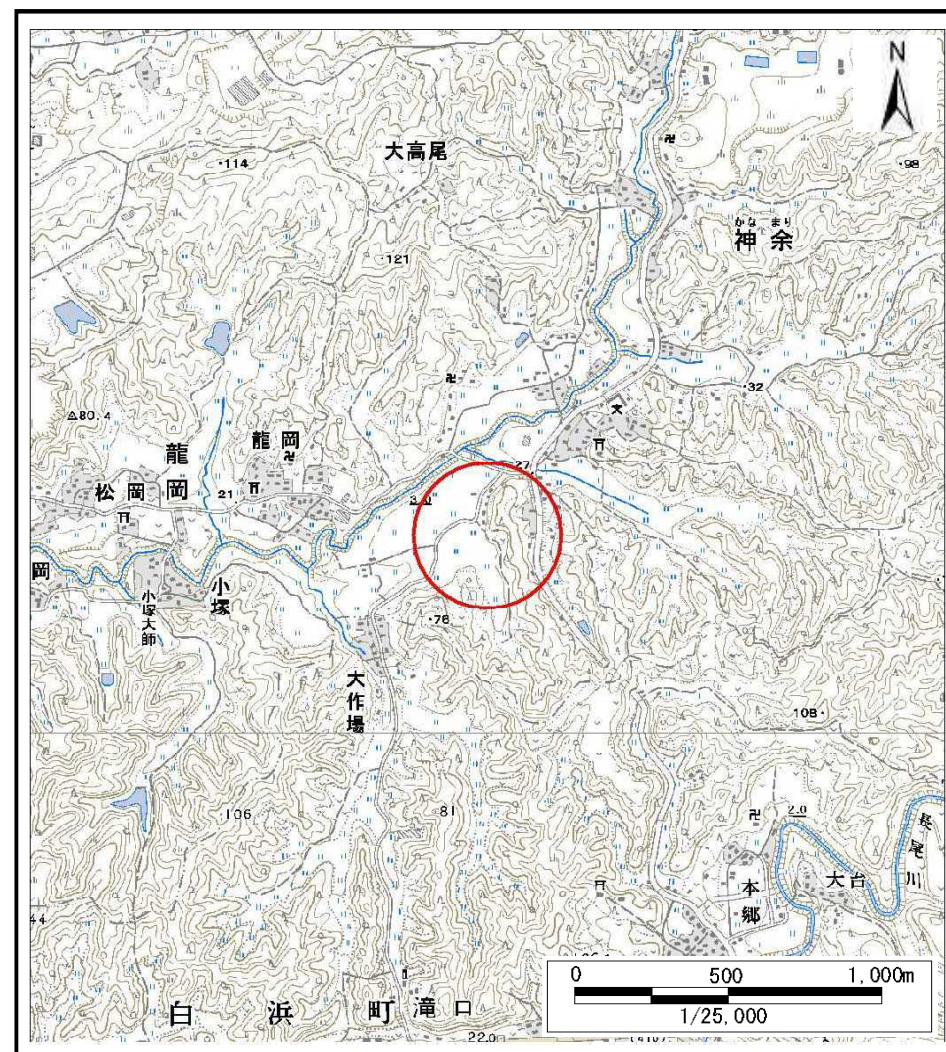 N
大高尾
かなまり
神余
114
98
121
32
80.4
龍岡
龍岡
松岡
21
27
3.0
岡
小塚
小塚大師
76
大作場
108
106
81
2.0
長尾川
大台
本郷
44
白浜町滝口
22.0
0 500 1,000m
1/25,000